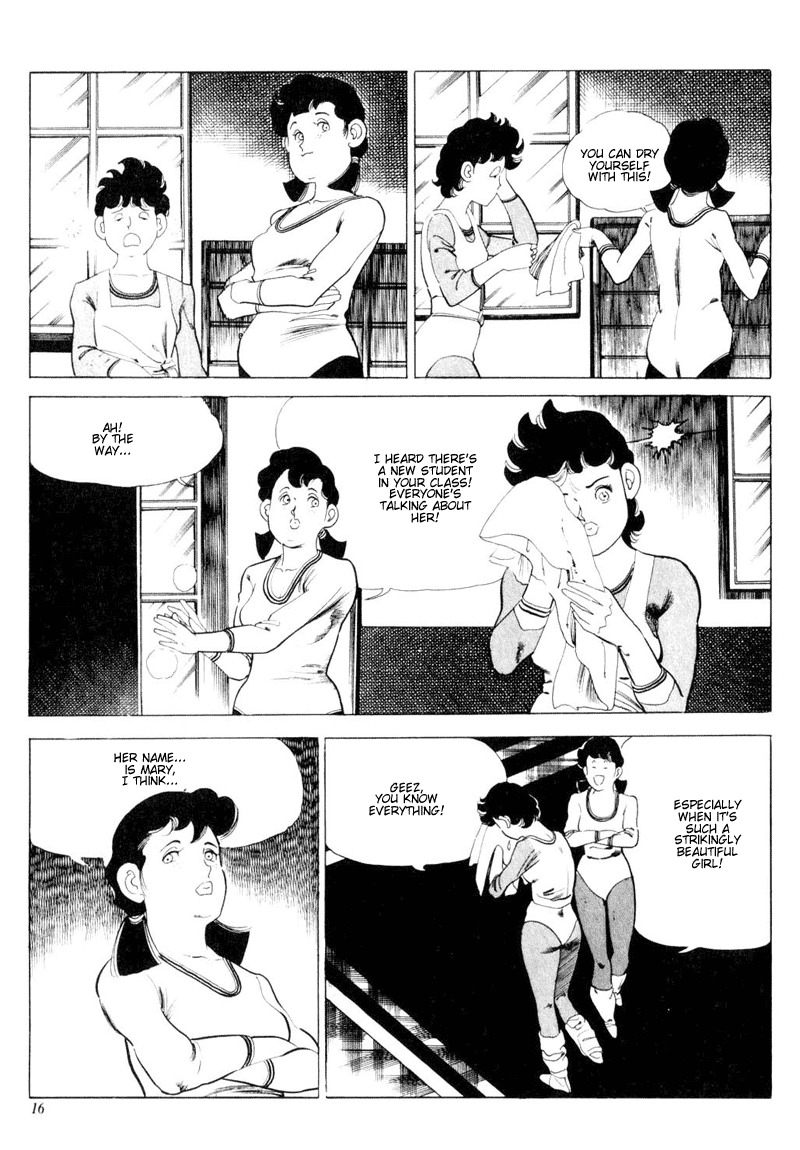 YOU CAN DRY
YOURSELF
WITH THIS!
AH!
BY THE
WAY...
I HEARD THERE'S
A NEW STUDENT
IN YOUR CLASS!
EVERYONE'S
TALKING ABOUT
HER!
HER NAME...
IS MARY,
I THINK...
GEEZ,
YOU KNOW
EVERYTHING!
ESPECIALLY
WHEN IT'S
SUCH A
STRIKINGLY
BEAUTIFUL
GIRL!
16